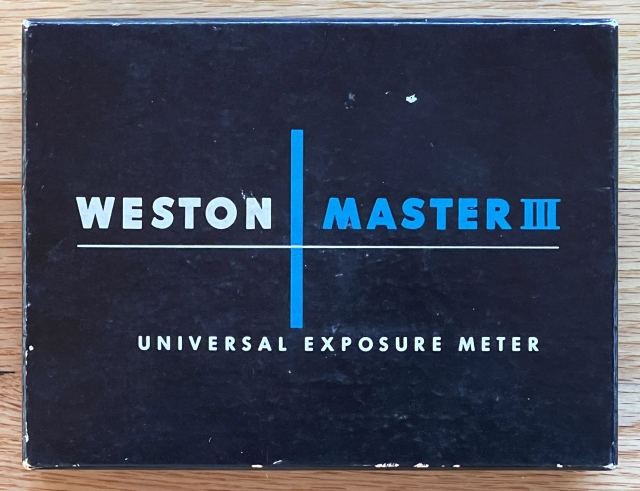 WESTON MASTER III
UNIVERSAL EXPOSURE METER